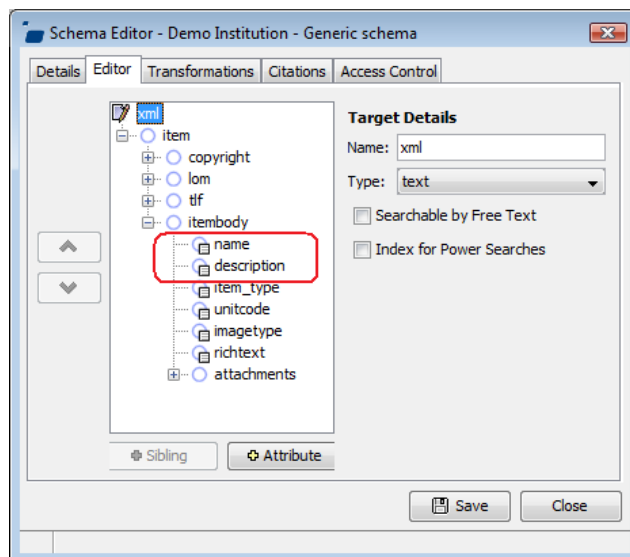 Schema Editor - Demo Institution - Generic schema
Details Editor Transformations Citations Access Control
xml
item
copyright
lom
tlf
itembody
name
description
item_type
unitcode
imagetype
richtext
attachments
Sibling Attribute
Target Details
Name: xml
Type: text
Searchable by Free Text
Index for Power Searches
Save Close